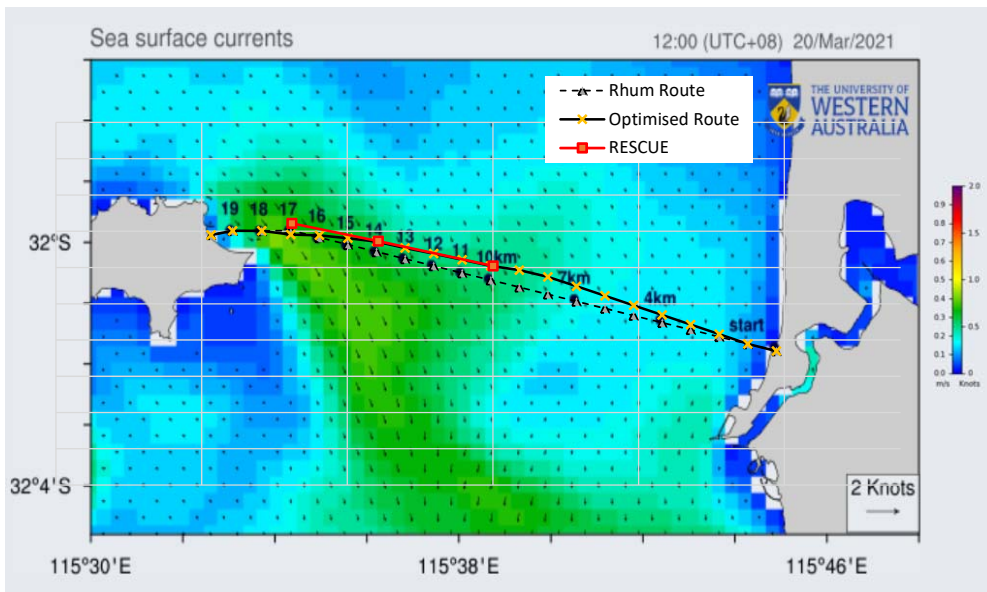 Sea surface currents
12:00 (UTC+08) 20/Mar/2021
Rhum Route
Optimised Route
RESCUE
THE UNIVERSITY OF
WESTERN
AUSTRALIA
19
18
17
16
15
14
13
12
11
10km
7km
4km
start
32°S
32°4'S
2.0
0.9
0.8
1.5
0.7
0.6
1.0
0.5
0.4
0.3
0.5
0.2
0.1
0.0
0
m/s Knots
2 Knots
115°30'E
115°38'E
115°46'E